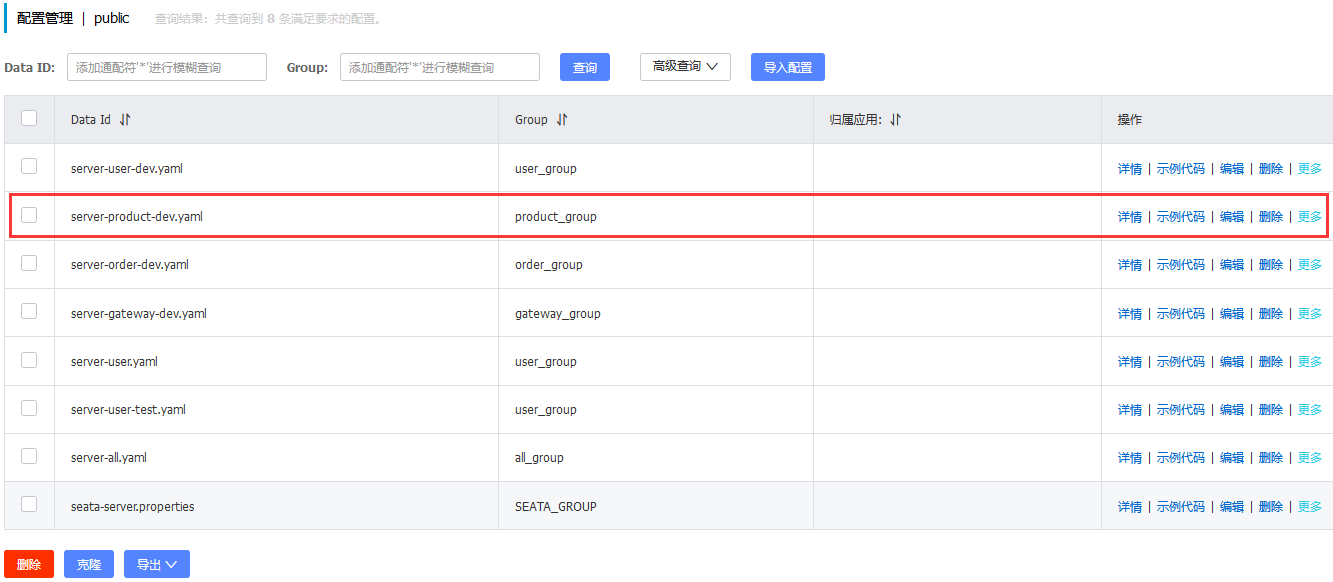 配置管理 | public 查询结果：共查询到 8 条满足要求的配置。
Data ID: 添加通配符'*'进行模糊查询 Group: 添加通配符'*'进行模糊查询 查询 高级查询 导入配置
Data Id Group 归属应用: 操作
server-user-dev.yaml user_group 详情 | 示例代码 | 编辑 | 删除 | 更多
server-product-dev.yaml product_group 详情 | 示例代码 | 编辑 | 删除 | 更多
server-order-dev.yaml order_group 详情 | 示例代码 | 编辑 | 删除 | 更多
server-gateway-dev.yaml gateway_group 详情 | 示例代码 | 编辑 | 删除 | 更多
server-user.yaml user_group 详情 | 示例代码 | 编辑 | 删除 | 更多
server-user-test.yaml user_group 详情 | 示例代码 | 编辑 | 删除 | 更多
server-all.yaml all_group 详情 | 示例代码 | 编辑 | 删除 | 更多
seata-server.properties SEATA_GROUP 详情 | 示例代码 | 编辑 | 删除 | 更多
删除 克隆 导出